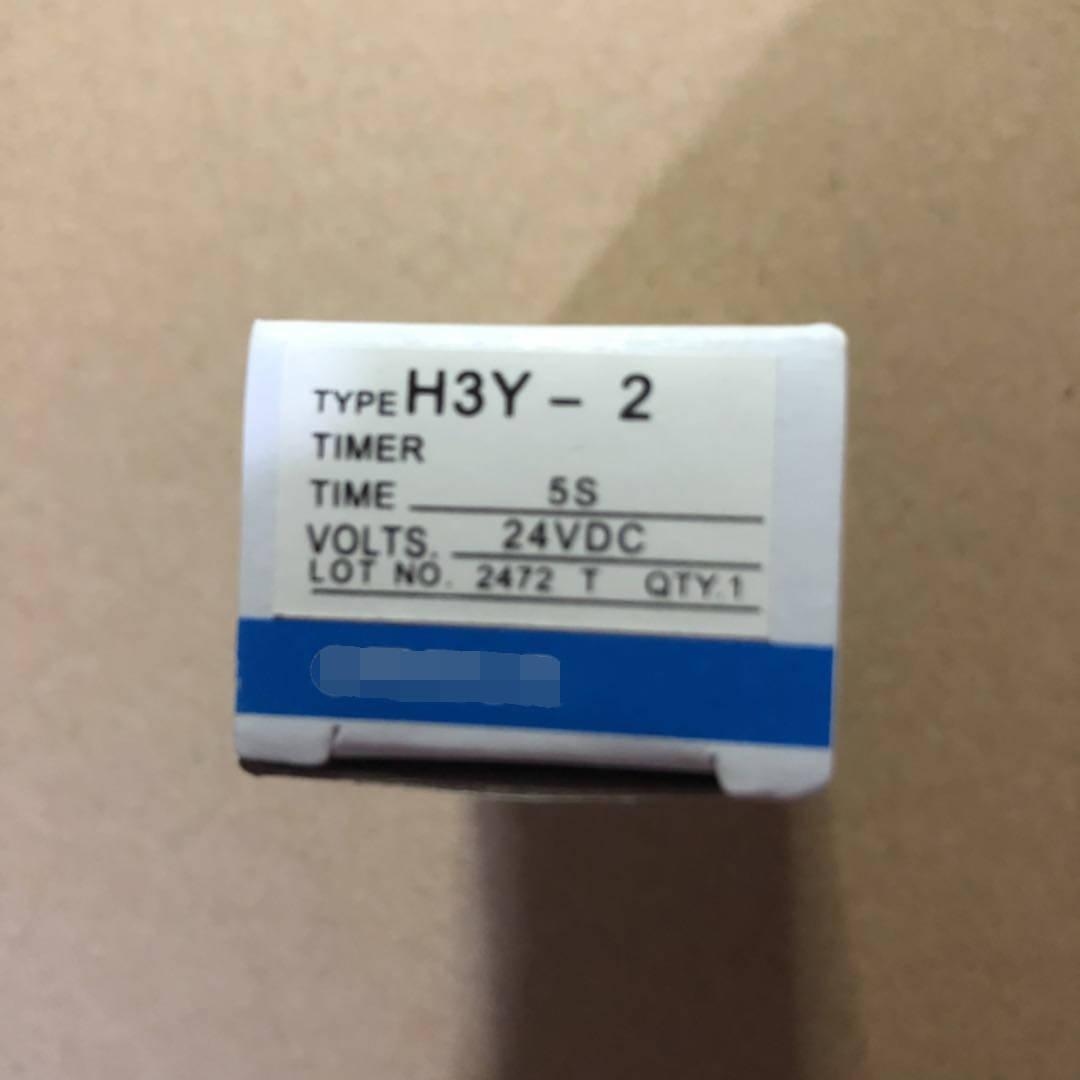 TYPE H3Y - 2
TIMER
TIME 5S
VOLTS. 24VDC
LOT NO. 2472 T QTY.1